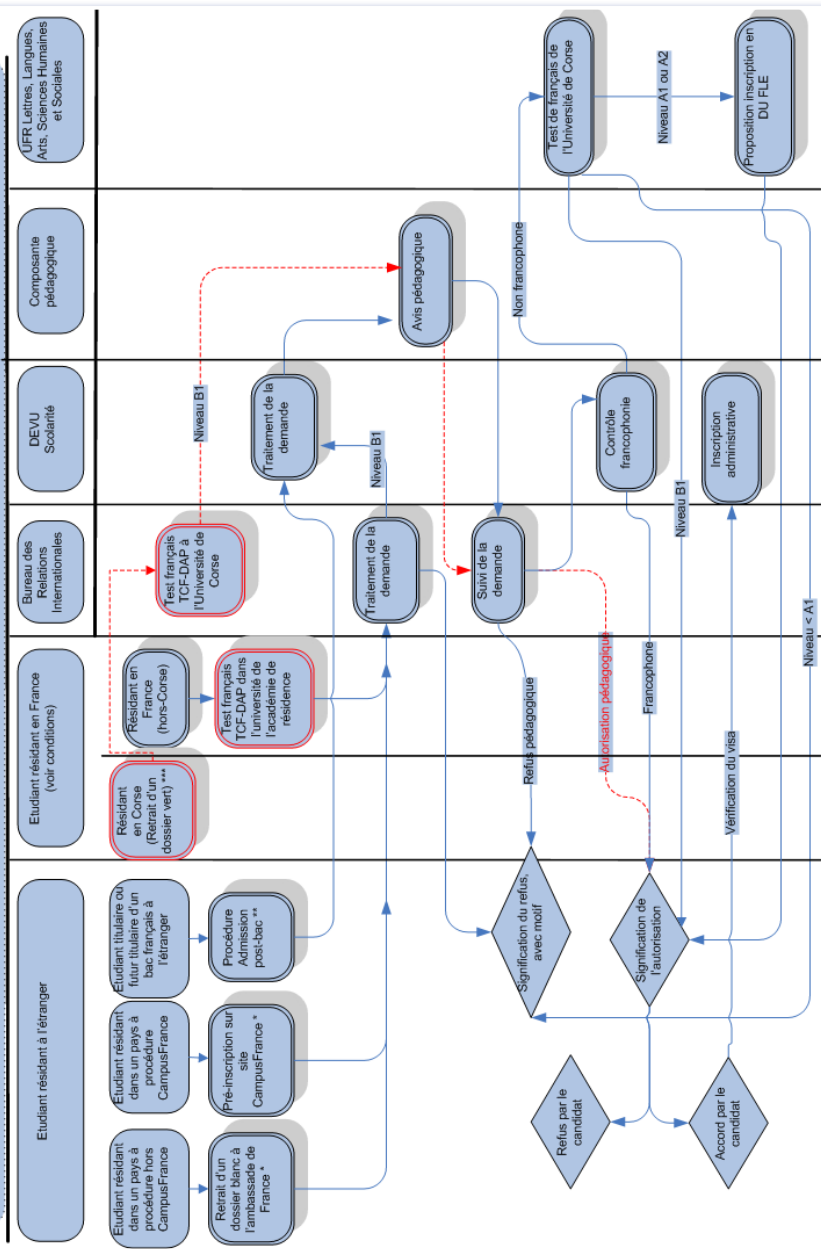 Etudiant résidant à l'étranger
Etudiant résidant en France
(voir conditions)
Bureau des
Relations
Internationales
DEVU
Scolarité
Composante
pédagogique
UFR Lettres, Langues,
Arts, Sciences Humaines
et Sociales
Etudiant résidant
dans un pays à
procédure hors
CampusFrance
Etudiant résidant
dans un pays à
procédure
CampusFrance
Etudiant titulaire ou
futur titulaire d'un
bac français à
l'étranger
Résidant
en Corse
(Retrait d'un
dossier vert) ***
Résidant en
France
(hors-Corse)
Test français
TCF-DAP à
l'Université de
Corse
Niveau B1
Retrait d'un
dossier blanc à
l'ambassade de
France *
Pré-inscription sur
site
CampusFrance *
Procédure
Admission
post-bac **
Test français
TCF-DAP dans
l'université de
l'académie de
résidence
Traitement de la
demande
Traitement de la
demande
Niveau B1
Avis pédagogique
Suivi de la
demande
Refus pédagogique
Signification du refus,
avec motif
Non francophone
Test de français de
l'Université de Corse
Niveau A1 ou A2
Proposition inscription en
DU FLE
Contrôle
francophonie
Autorisation pédagogique
Francophone
Niveau B1
Signification de
l'autorisation
Refus par le
candidat
Accord par le
candidat
Vérification du visa
Inscription
administrative
Niveau < A1